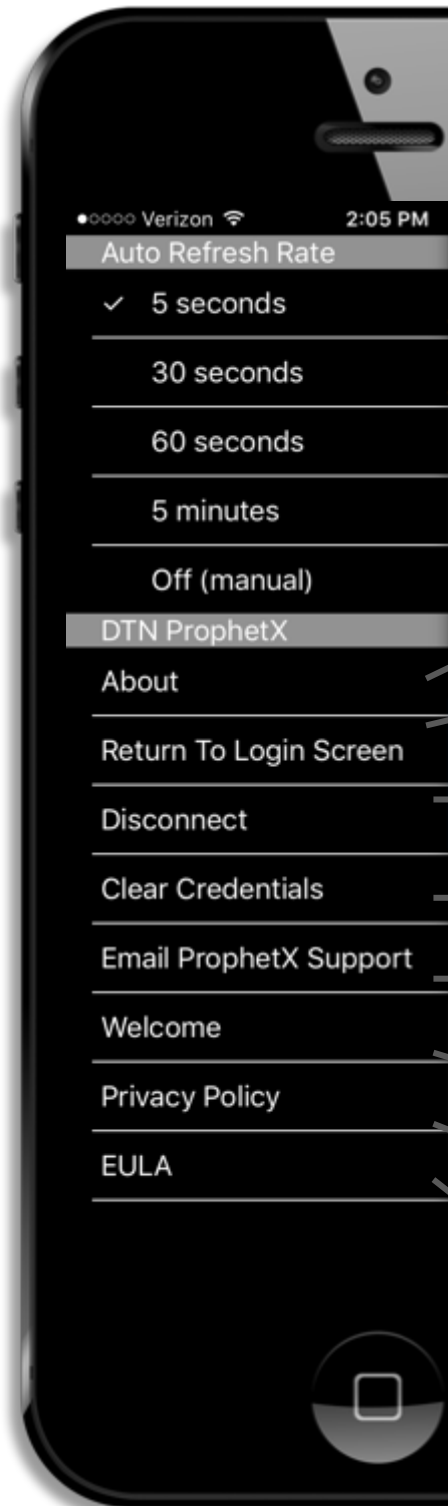 ●○○○○ Verizon 2:05 PM
Auto Refresh Rate
✓ 5 seconds
30 seconds
60 seconds
5 minutes
Off (manual)
DTN ProphetX
About
Return To Login Screen
Disconnect
Clear Credentials
Email ProphetX Support
Welcome
Privacy Policy
EULA